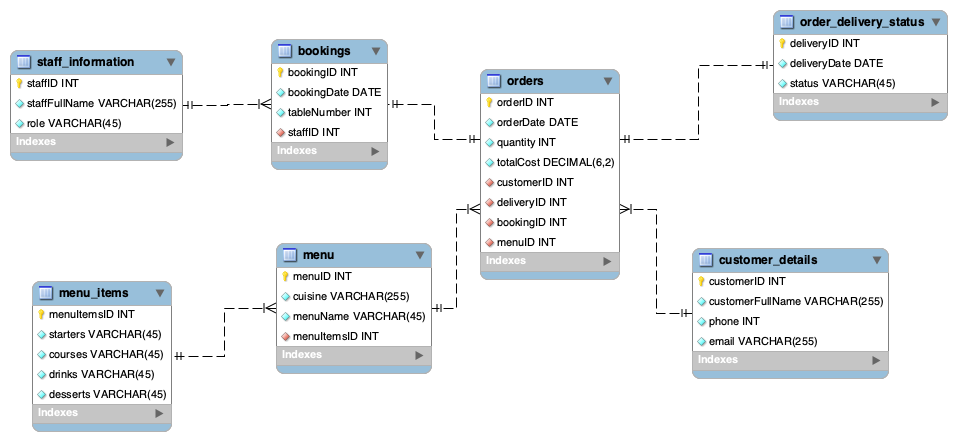 staff_information
staffID INT
staffFullName VARCHAR(255)
role VARCHAR(45)
Indexes
bookings
bookingID INT
bookingDate DATE
tableNumber INT
staffID INT
Indexes
orders
orderID INT
orderDate DATE
quantity INT
totalCost DECIMAL(6,2)
customerID INT
deliveryID INT
bookingID INT
menuID INT
Indexes
order_delivery_status
deliveryID INT
deliveryDate DATE
status VARCHAR(45)
Indexes
menu_items
menuItemsID INT
starters VARCHAR(45)
courses VARCHAR(45)
drinks VARCHAR(45)
desserts VARCHAR(45)
Indexes
menu
menuID INT
cuisine VARCHAR(255)
menuName VARCHAR(45)
menuItemsID INT
Indexes
customer_details
customerID INT
customerFullName VARCHAR(255)
phone INT
email VARCHAR(255)
Indexes